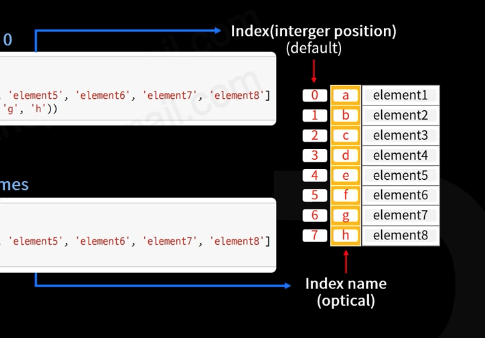 0
Index(interger position)
(default)
, 'element5', 'element6', 'element7', 'element8']
'g', 'h'))
0 a element1
1 b element2
2 c element3
3 d element4
4 e element5
5 f element6
6 g element7
7 h element8
mes
, 'element5', 'element6', 'element7', 'element8']
Index name
(optical)